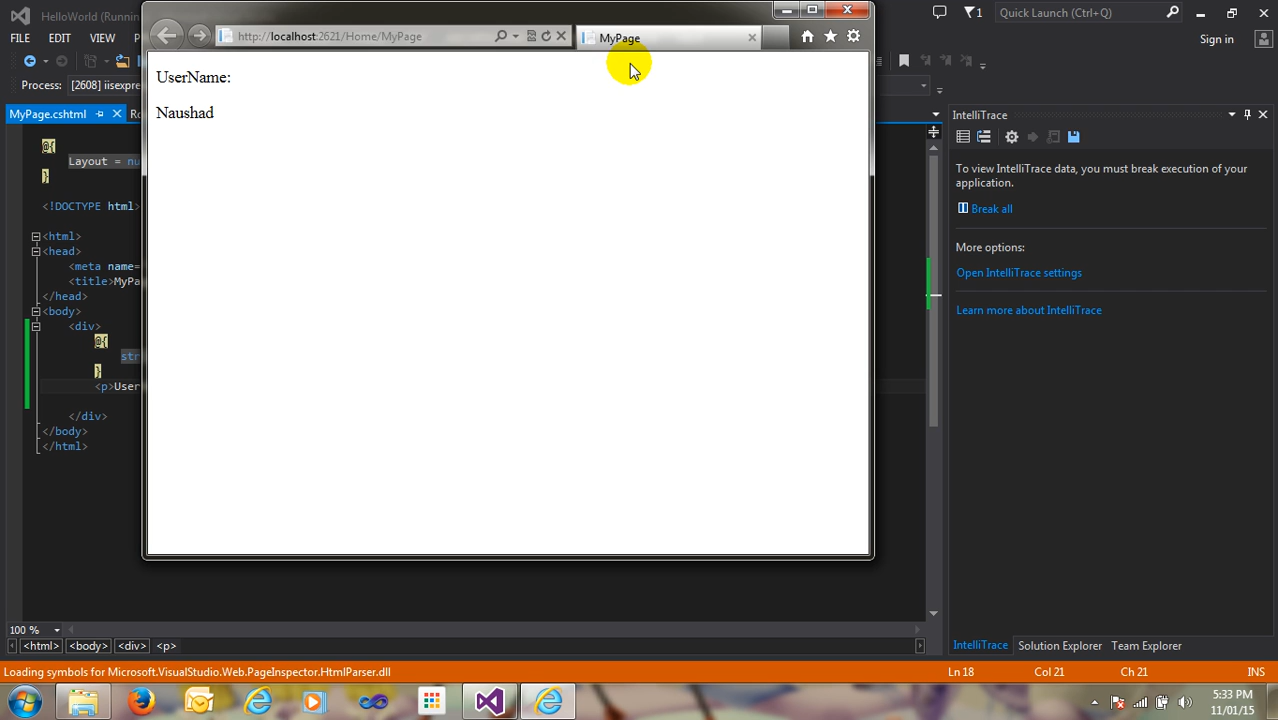 HelloWorld (Runnin
Quick Launch (Ctrl+Q)
1
FILE
EDIT
VIEW
Sign in
http://localhost:2621/Home/MyPage
MyPage
Process:
[2608] iisexpre
MyPage.cshtml
UserName:
Naushad
@{
Layout = nu
}
<!DOCTYPE html>
<html>
<head>
<meta name=
<title>MyPa
</head>
<body>
<div>
@{
str
}
<p>User
</div>
</body>
</html>
IntelliTrace
To view IntelliTrace data, you must break execution of your
application.
Break all
More options:
Open IntelliTrace settings
Learn more about IntelliTrace
100 %
<html> <body> <div> <p>
IntelliTrace Solution Explorer Team Explorer
Loading symbols for Microsoft.VisualStudio.Web.PageInspector.HtmlParser.dll
Ln 18
Col 21
Ch 21
INS
5:33 PM
11/01/15